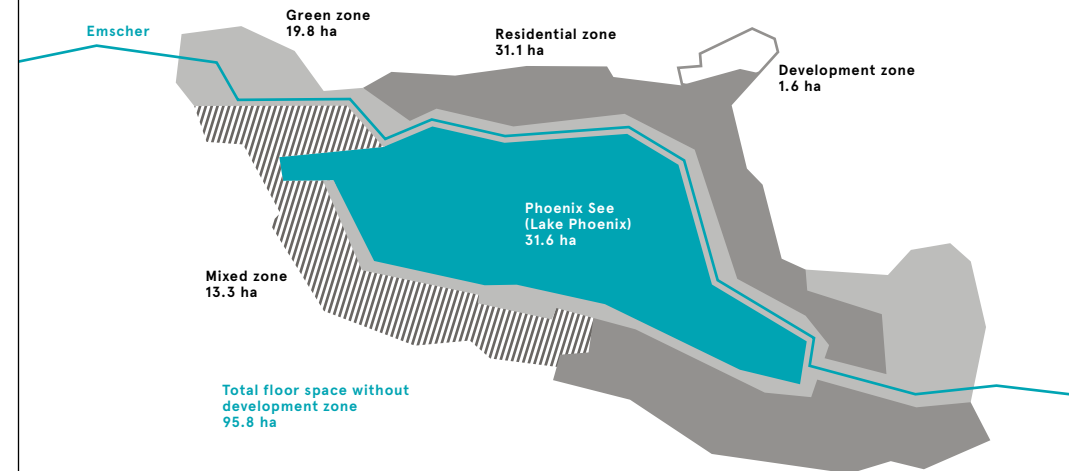 Emscher
Green zone
19.8 ha
Residential zone
31.1 ha
Development zone
1.6 ha
Phoenix See
(Lake Phoenix)
31.6 ha
Mixed zone
13.3 ha
Total floor space without
development zone
95.8 ha